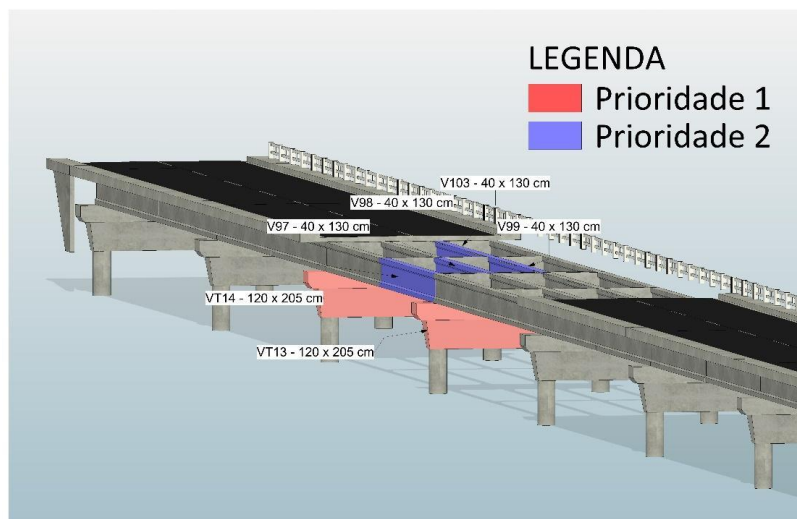 LEGENDA
Prioridade 1
Prioridade 2
V103 - 40 x 130 cm
V98 - 40 x 130 cm
V97 - 40 x 130 cm
V99 - 40 x 130 cm
VT14 - 120 x 205 cm
VT13 - 120 x 205 cm